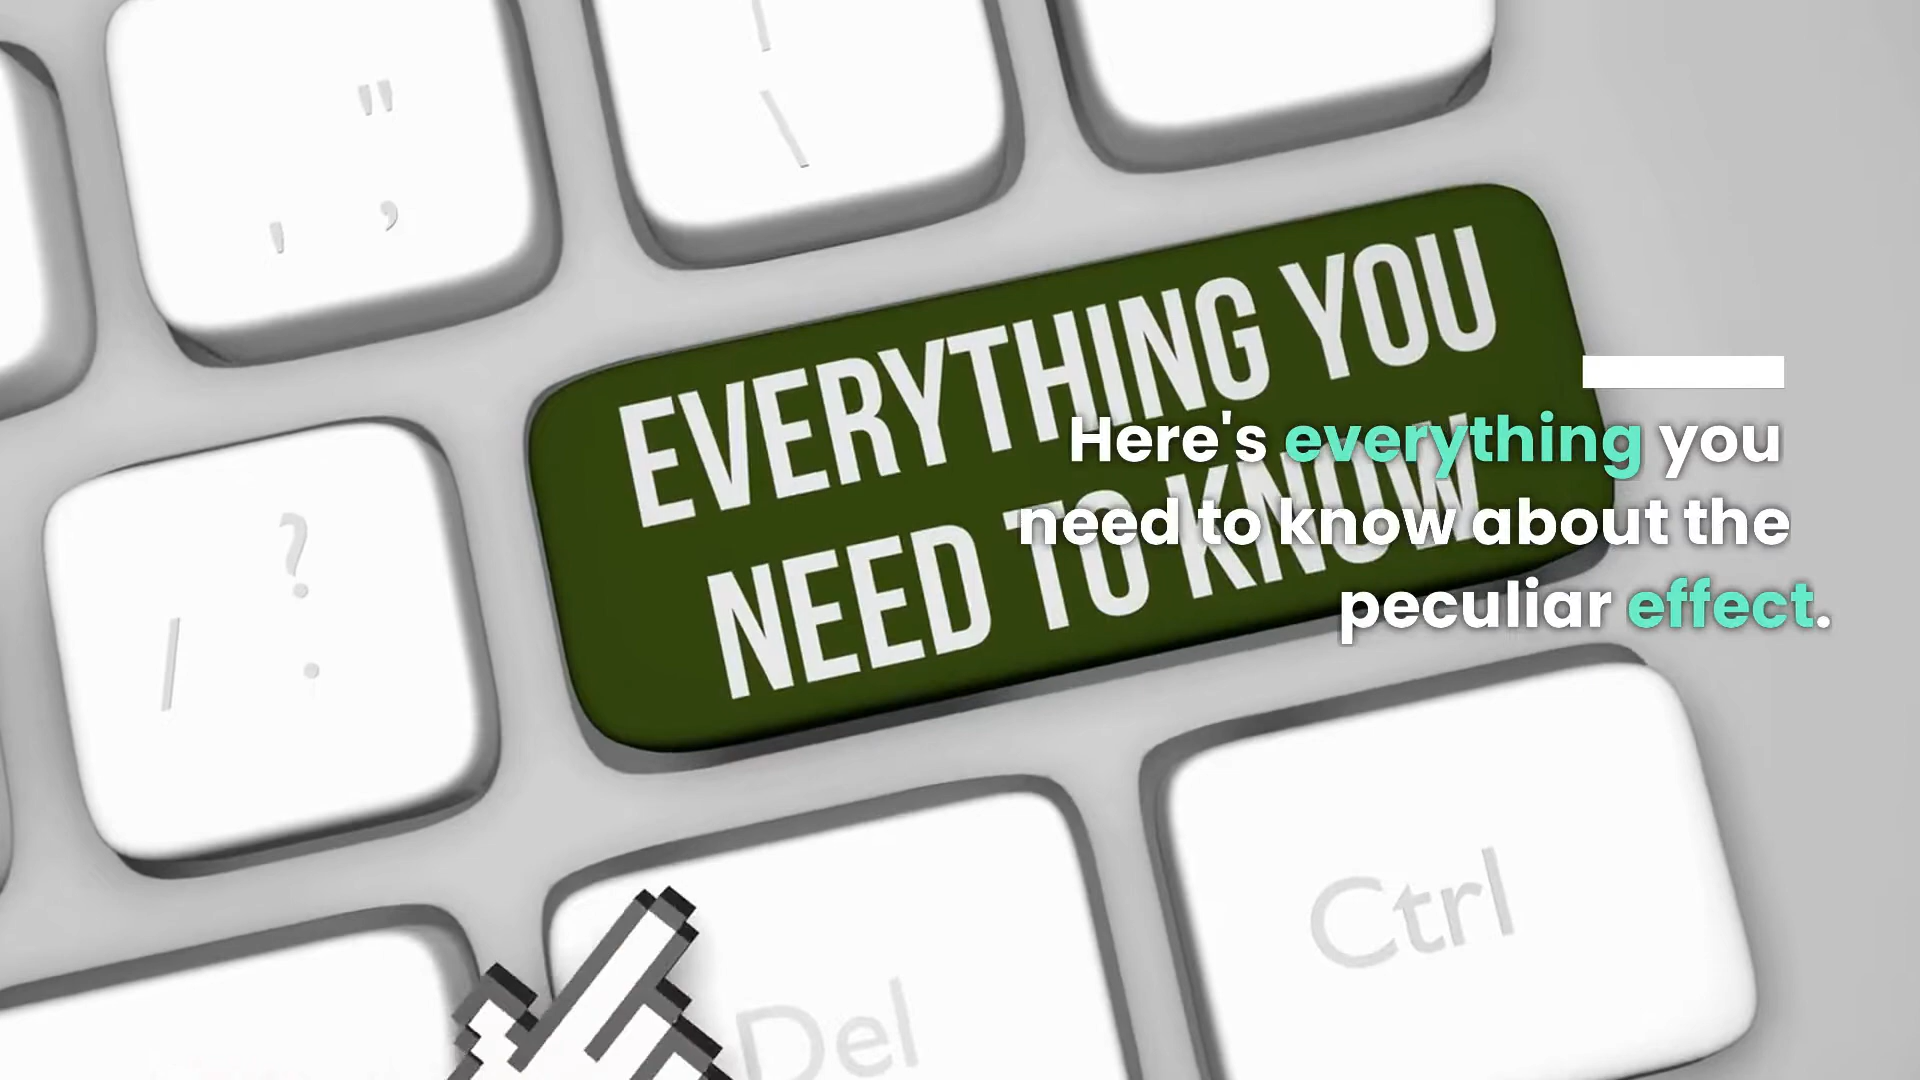 "
' ,
|
\
EVERYTHING YOU
NEED TO KNOW
Here's everything you
need to know about the
peculiar effect.
?
/ .
Ctrl
Del